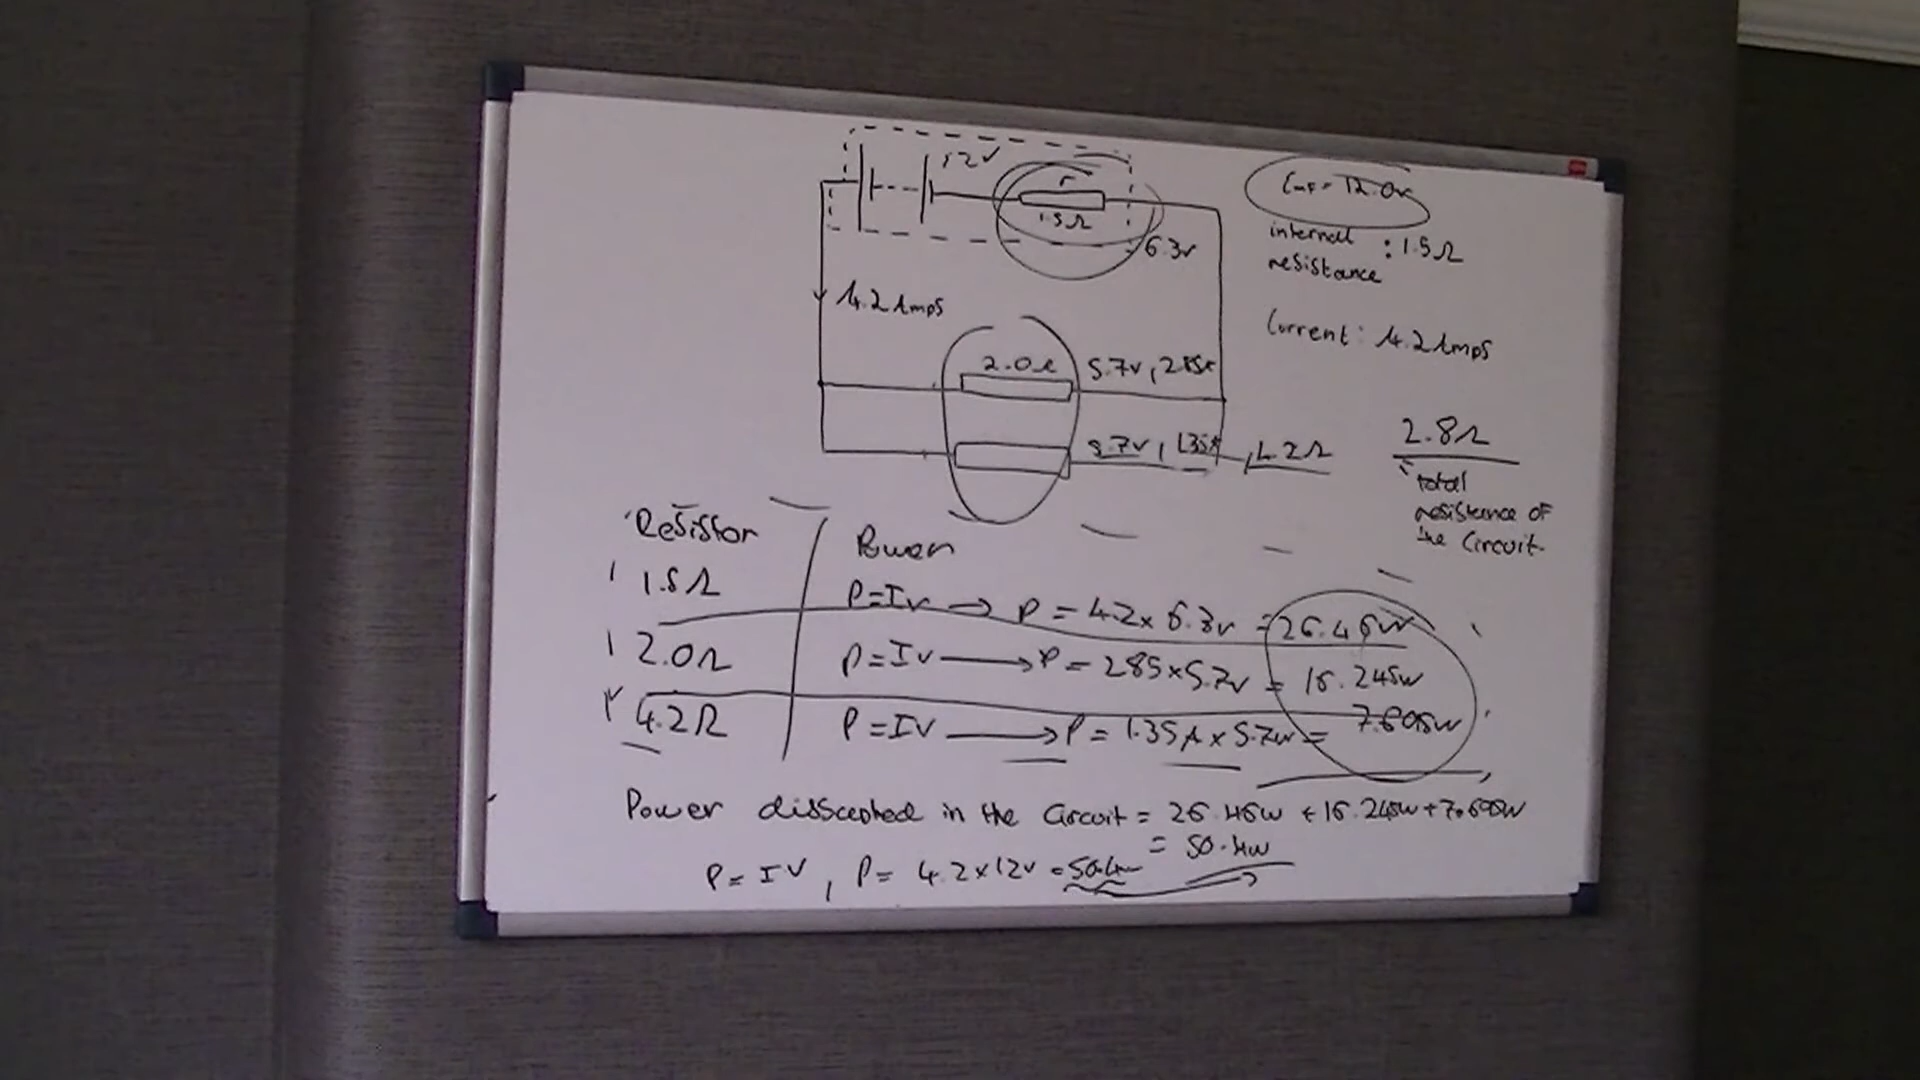 12v
r
1.5Ω
6.3v
Emf = 12.0v
internal resistance : 1.5Ω
4.2 Amps
Current: 4.2 Amps
2.0Ω 5.7v, 2.85A
5.7v, 1.35A, 4.2Ω
2.8Ω
total
resistance of
the circuit
Resistor Power
1.5Ω P=Iv → P = 4.2 x 6.3v = 26.46w
2.0Ω P=Iv → P = 2.85 x 5.7v = 16.245w
4.2Ω P=IV → P = 1.35A x 5.7v = 7.695w
Power in the circuit = 26.46w + 16.245w + 7.695w
= 50.4w
P = IV, P = 4.2 x 12v = 50.4w